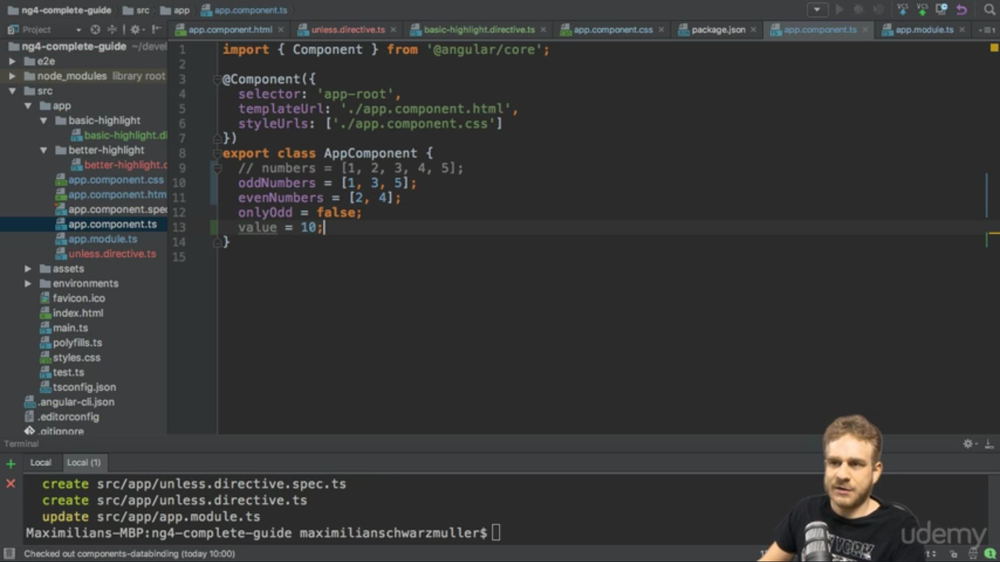 ng4-complete-guide src app app.component.ts
Project
app.component.html unless.directive.ts basic-highlight.directive.ts app.component.css package.json app.component.ts app.module.ts
ng4-complete-guide ~/devel
e2e
node_modules library root
src
app
basic-highlight
basic-highlight.di
better-highlight
better-highlight.c
app.component.css
app.component.htm
app.component.spe
app.component.ts
app.module.ts
unless.directive.ts
assets
environments
favicon.ico
index.html
main.ts
polyfills.ts
styles.css
test.ts
tsconfig.json
.angular-cli.json
.editorconfig
.gitignore
1 import { Component } from '@angular/core';
2
3 @Component({
4 selector: 'app-root',
5 templateUrl: './app.component.html',
6 styleUrls: ['./app.component.css']
7 })
8 export class AppComponent {
9 // numbers = [1, 2, 3, 4, 5];
10 oddNumbers = [1, 3, 5];
11 evenNumbers = [2, 4];
12 onlyOdd = false;
13 value = 10;
14 }
15
Terminal
Local Local (1)
create src/app/unless.directive.spec.ts
create src/app/unless.directive.ts
update src/app/app.module.ts
Maximilians-MBP:ng4-complete-guide maximilianschwarzmuller$
Checked out components-databinding (today 10:00)
YORK
udemy